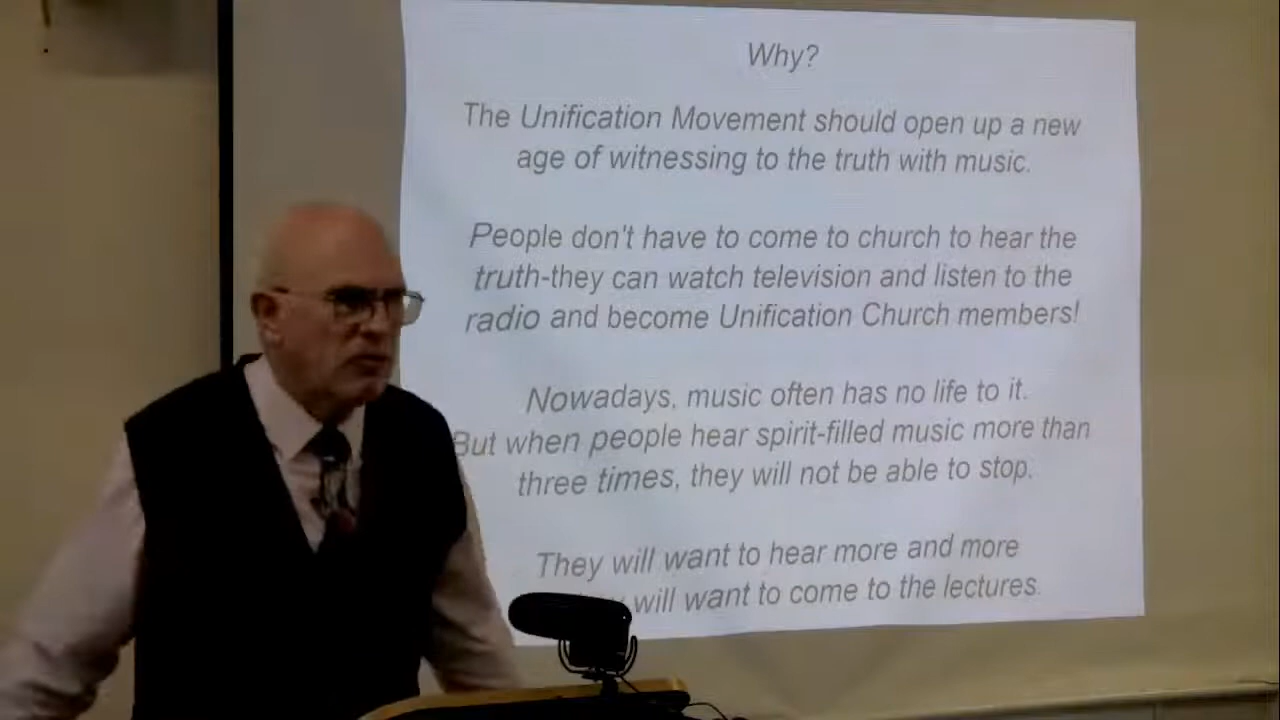 Why?
The Unification Movement should open up a new
age of witnessing to the truth with music.
People don't have to come to church to hear the
truth-they can watch television and listen to the
radio and become Unification Church members!
Nowadays, music often has no life to it.
But when people hear spirit-filled music more than
three times, they will not be able to stop.
They will want to hear more and more
will want to come to the lectures.